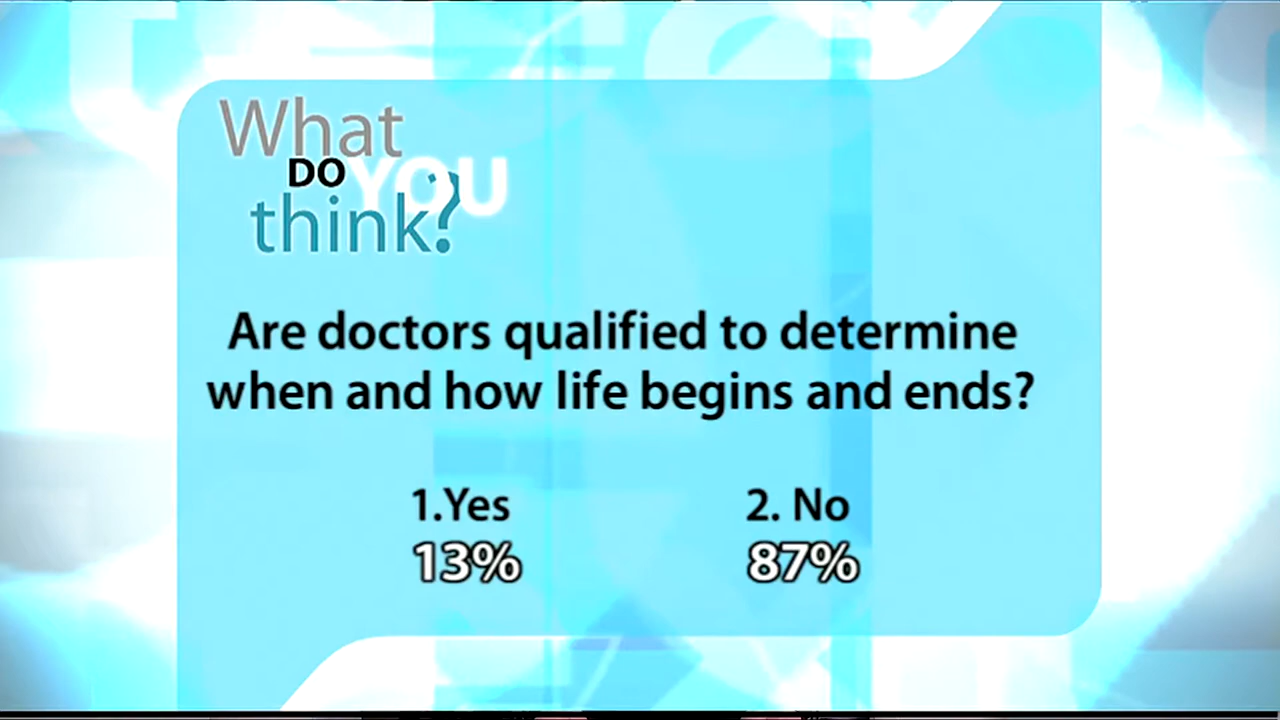 What
DO YOU
think?
Are doctors qualified to determine
when and how life begins and ends?
1.Yes 2. No
13% 87%